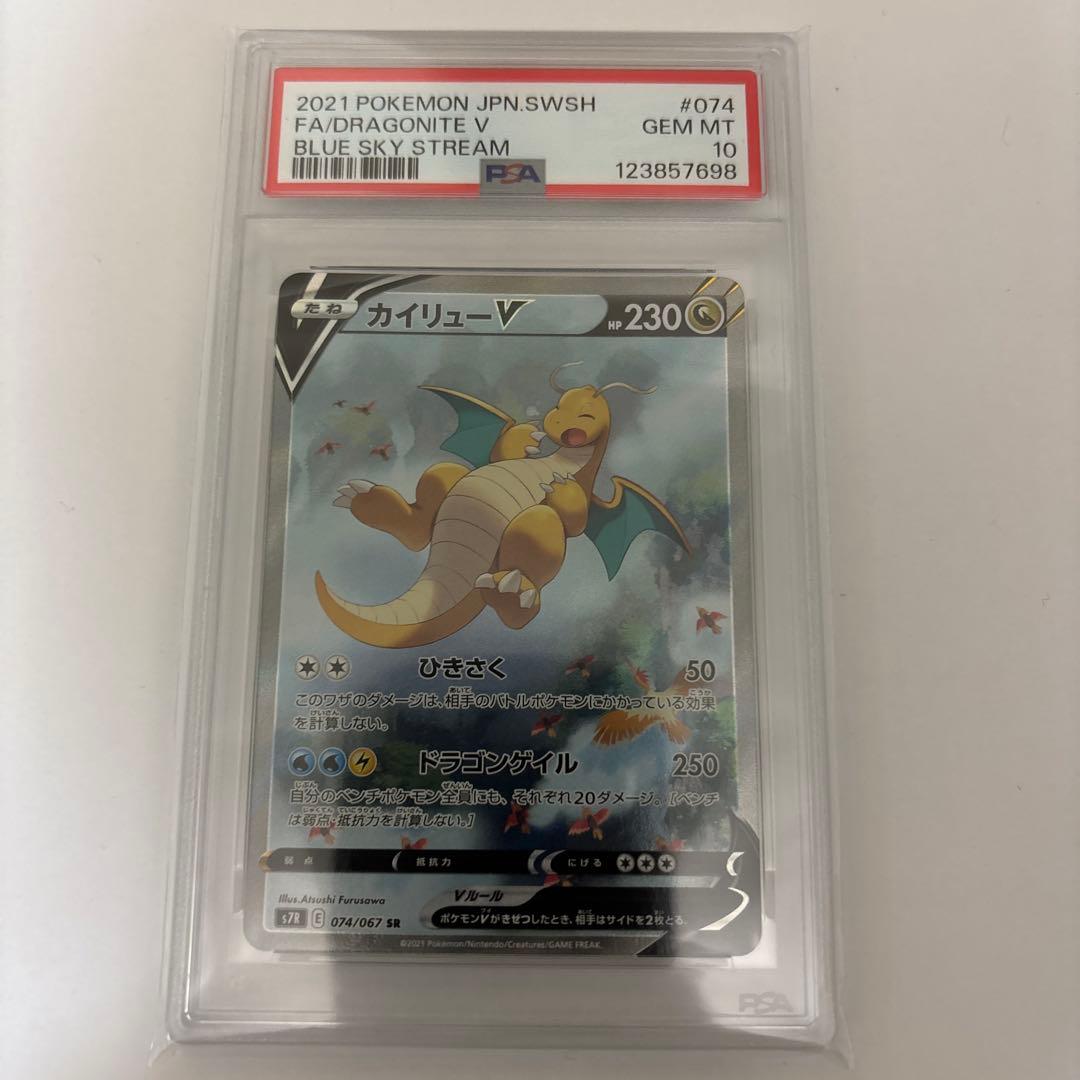 2021 POKEMON JPN.SWSH #074
FA/DRAGONITE V GEM MT
BLUE SKY STREAM 10
PSA 123857698
たね カイリューV HP 230
ひきさく 50
このワザのダメージは、相手のバトルポケモンにかかっている効果
を計算しない。
ドラゴンゲイル 250
自分のベンチポケモン全員にも、それぞれ20ダメージ。[ベンチ
は弱点・抵抗力を計算しない。]
弱点 抵抗力 にげる
Illus.Atsushi Furusawa Vルール
s7R E 074/067 SR ポケモンVがきぜつしたとき、相手はサイドを2枚とる。
©2021 Pokémon/Nintendo/Creatures/GAME FREAK.
PSA